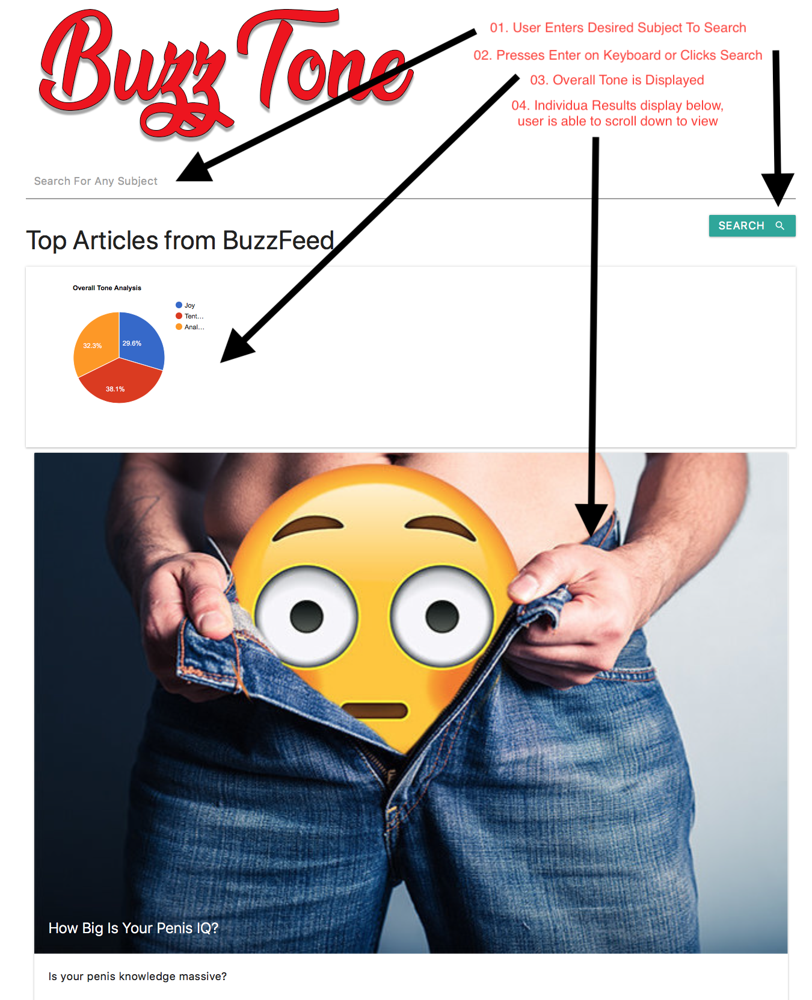 Buzz Tone
01. User Enters Desired Subject To Search
02. Presses Enter on Keyboard or Clicks Search
03. Overall Tone is Displayed
04. Individua Results display below,
user is able to scroll down to view
Search For Any Subject
SEARCH
Top Articles from BuzzFeed
Overall Tone Analysis
Joy
Tent...
Anal...
32.3%
29.6%
38.1%
How Big Is Your Penis IQ?
Is your penis knowledge massive?